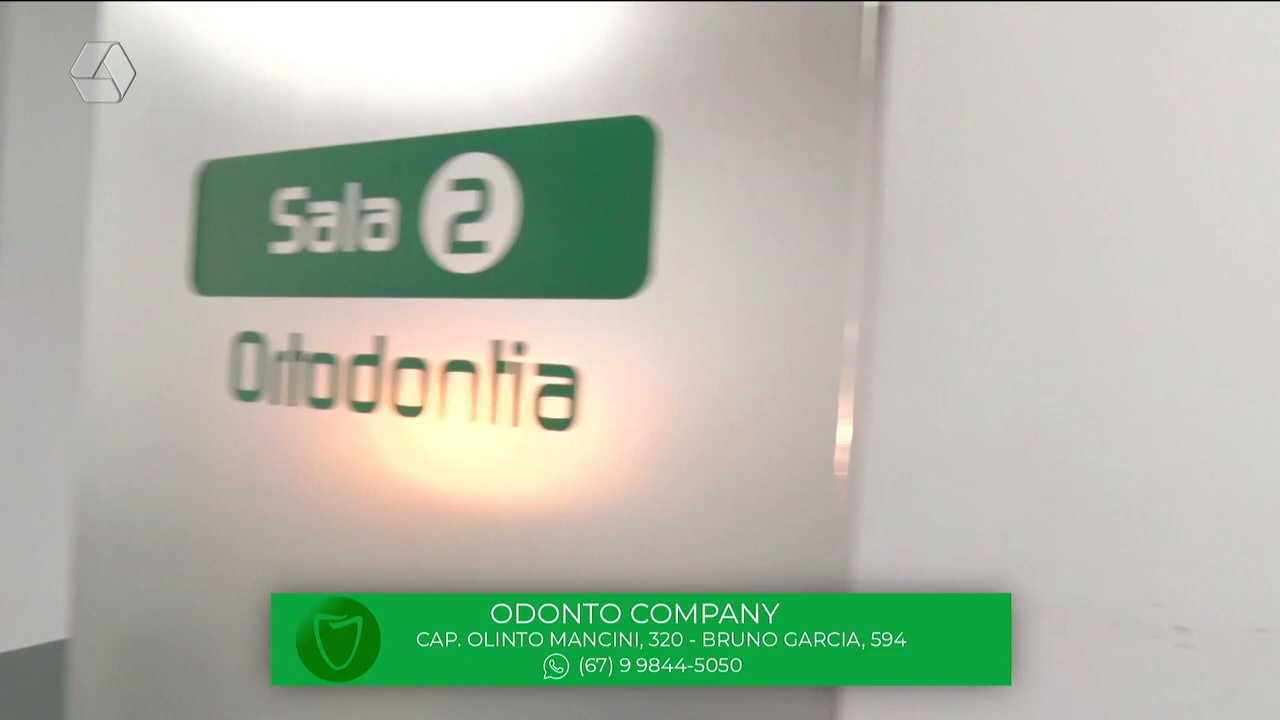 Sala 2
Ortodontia
ODONTO COMPANY
CAP. OLINTO MANCINI, 320 - BRUNO GARCIA, 594
(67) 9 9844-5050